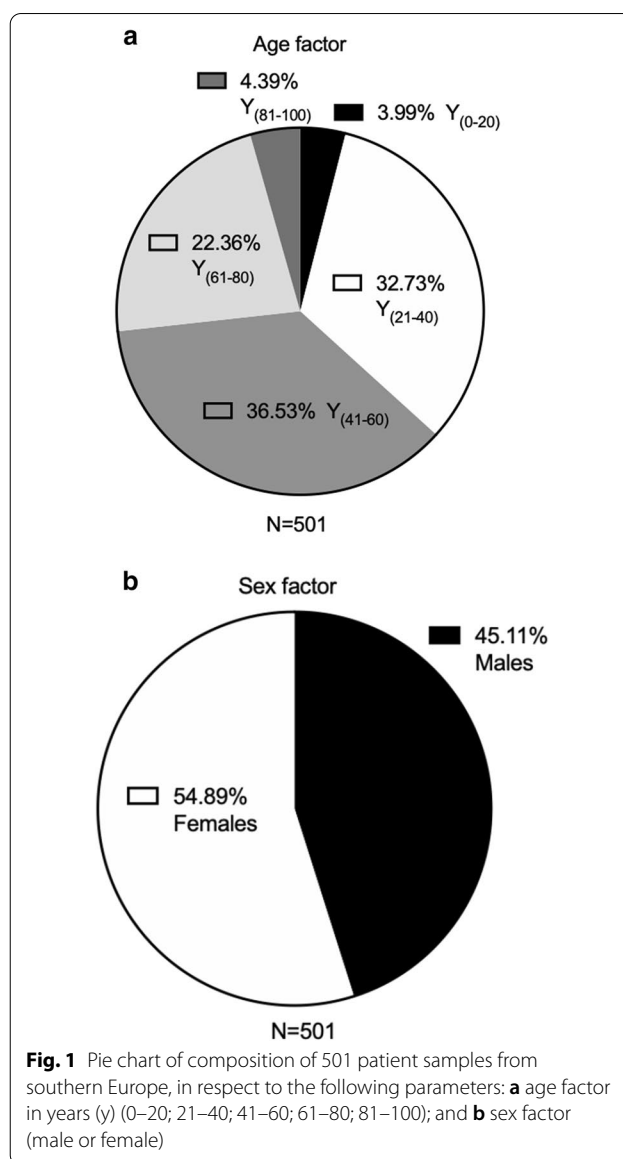 a
Age factor
4.39%
Y(81-100)
3.99% Y(0-20)
22.36%
Y(61-80)
32.73%
Y(21-40)
36.53% Y(41-60)
N=501
b
Sex factor
45.11%
Males
54.89%
Females
N=501
Fig. 1 Pie chart of composition of 501 patient samples from
southern Europe, in respect to the following parameters: a age factor
in years (y) (0–20; 21–40; 41–60; 61–80; 81–100); and b sex factor
(male or female)